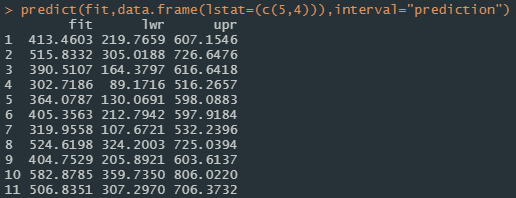 > predict(fit,data.frame(lstat=(c(5,4))),interval="prediction")
fit lwr upr
1 413.4603 219.7659 607.1546
2 515.8332 305.0188 726.6476
3 390.5107 164.3797 616.6418
4 302.7186 89.1716 516.2657
5 364.0787 130.0691 598.0883
6 405.3563 212.7942 597.9184
7 319.9558 107.6721 532.2396
8 524.6198 324.2003 725.0394
9 404.7529 205.8921 603.6137
10 582.8785 359.7350 806.0220
11 506.8351 307.2970 706.3732